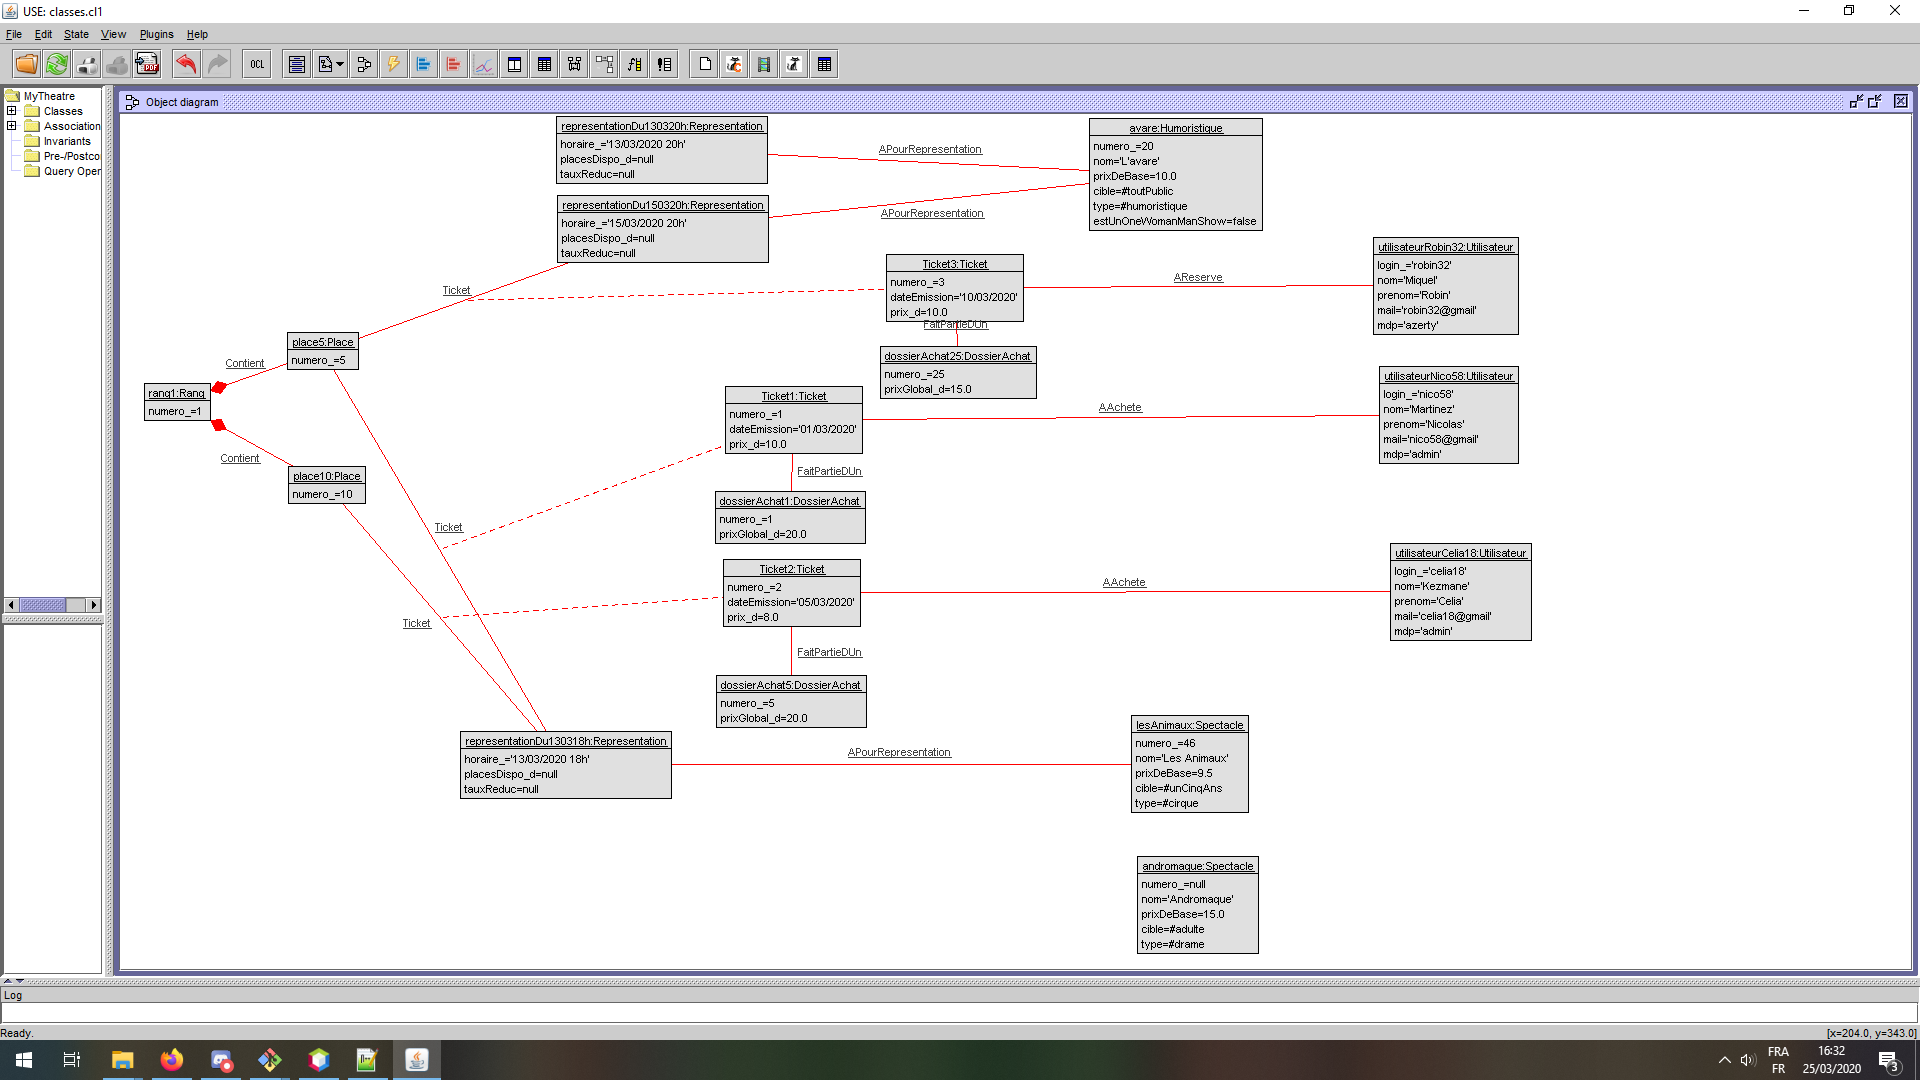 USE: classes.cl1
File Edit State View Plugins Help
OCL
MyTheatre
Classes
Association
Invariants
Pre-/Postco
Query Oper
Object diagram
representationDu130320h:Representation
horaire_='13/03/2020 20h'
placesDispo_d=null
tauxReduc=null
APourRepresentation
avare:Humoristique
numero_=20
nom='L'avare'
prixDeBase=10.0
cible=#toutPublic
type=#humoristique
estUnOneWomanManShow=false
representationDu150320h:Representation
horaire_='15/03/2020 20h'
placesDispo_d=null
tauxReduc=null
APourRepresentation
Ticket
Ticket3:Ticket
numero_=3
dateEmission='10/03/2020'
prix_d=10.0
FaitPartieDUn
AReserve
utilisateurRobin32:Utilisateur
login_='robin32'
nom='Miquel'
prenom='Robin'
mail='robin32@gmail'
mdp='azerty'
dossierAchat25:DossierAchat
numero_=25
prixGlobal_d=15.0
place5:Place
numero_=5
Contient
rang1:Rang
numero_=1
Contient
place10:Place
numero_=10
Ticket1:Ticket
numero_=1
dateEmission='01/03/2020'
prix_d=10.0
AAchete
utilisateurNico58:Utilisateur
login_='nico58'
nom='Martinez'
prenom='Nicolas'
mail='nico58@gmail'
mdp='admin'
FaitPartieDUn
dossierAchat1:DossierAchat
numero_=1
prixGlobal_d=20.0
Ticket
Ticket2:Ticket
numero_=2
dateEmission='05/03/2020'
prix_d=8.0
AAchete
utilisateurCelia18:Utilisateur
login_='celia18'
nom='Kezmane'
prenom='Celia'
mail='celia18@gmail'
mdp='admin'
Ticket
FaitPartieDUn
dossierAchat5:DossierAchat
numero_=5
prixGlobal_d=20.0
representationDu130318h:Representation
horaire_='13/03/2020 18h'
placesDispo_d=null
tauxReduc=null
APourRepresentation
lesAnimaux:Spectacle
numero_=46
nom='Les Animaux'
prixDeBase=9.5
cible=#unCinqAns
type=#cirque
andromaque:Spectacle
numero_=null
nom='Andromaque'
prixDeBase=15.0
cible=#adulte
type=#drame
Log
Ready.
[x=204.0, y=343.0]
FRA
FR
16:32
25/03/2020
3